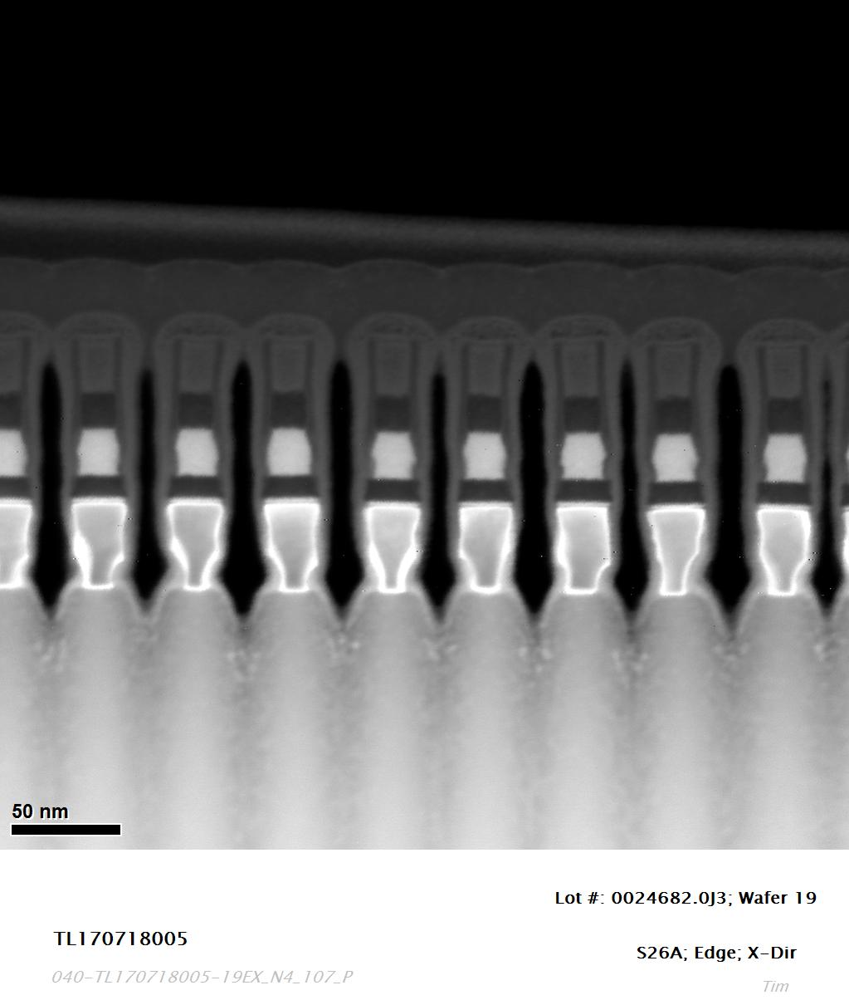 50 nm
Lot #: 0024682.0J3; Wafer 19
TL170718005
S26A; Edge; X-Dir
040-TL170718005-19EX_N4_107_P
Tim